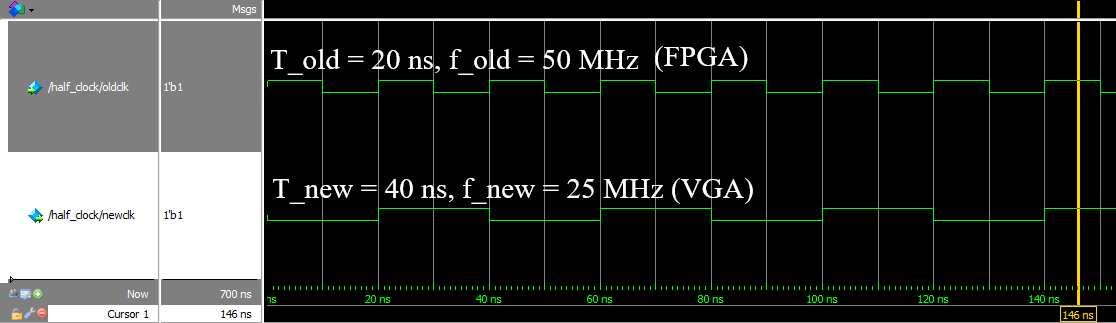 Msgs
T_old = 20 ns, f_old = 50 MHz (FPGA)
/half_clock/oldclk 1'b1
T_new = 40 ns, f_new = 25 MHz (VGA)
/half_clock/newclk 1'b1
Now 700 ns ns 20 ns 40 ns 60 ns 80 ns 100 ns 120 ns 140 ns
Cursor 1 146 ns 146 ns